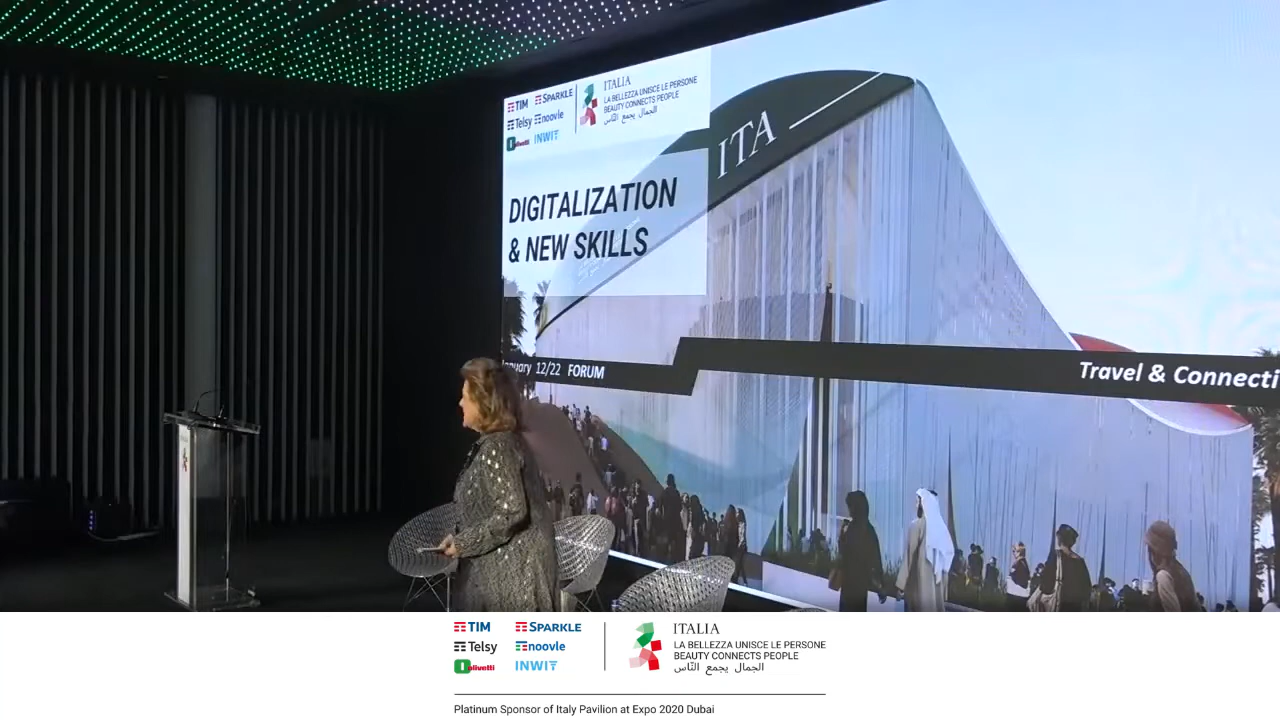 TIM SPARKLE
Telsy noovle
Olivetti INWIT
ITALIA
LA BELLEZZA UNISCE LE PERSONE
BEAUTY CONNECTS PEOPLE
الجمال يجمع النّاس
ITA
DIGITALIZATION
& NEW SKILLS
12/22 FORUM
Travel & Connecti
TIM SPARKLE
Telsy noovle
Olivetti INWIT
ITALIA
LA BELLEZZA UNISCE LE PERSONE
BEAUTY CONNECTS PEOPLE
الجمال يجمع النّاس
Platinum Sponsor of Italy Pavilion at Expo 2020 Dubai